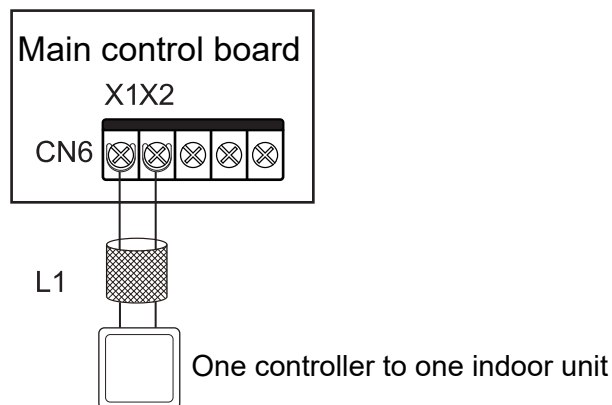 Main control board
X1X2
CN6
L1
One controller to one indoor unit